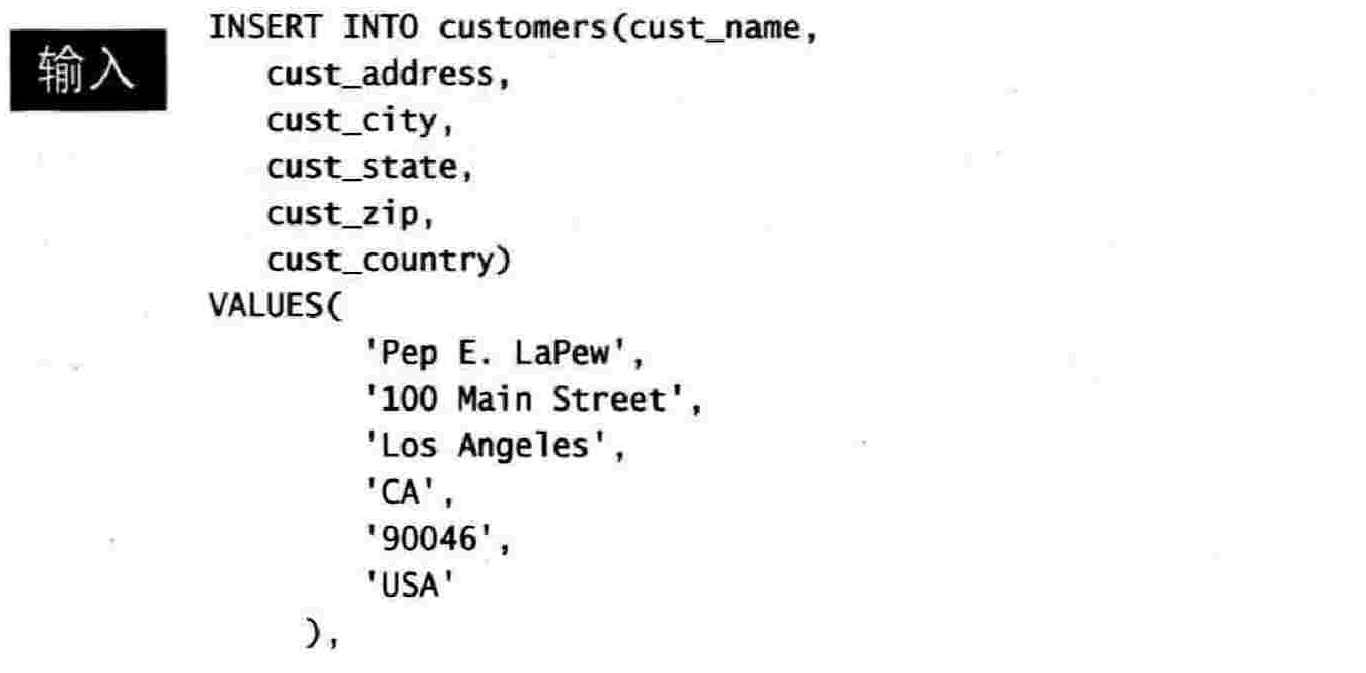 输入
INSERT INTO customers(cust_name,
cust_address,
cust_city,
cust_state,
cust_zip,
cust_country)
VALUES(
'Pep E. LaPew',
'100 Main Street',
'Los Angeles',
'CA',
'90046',
'USA'
),